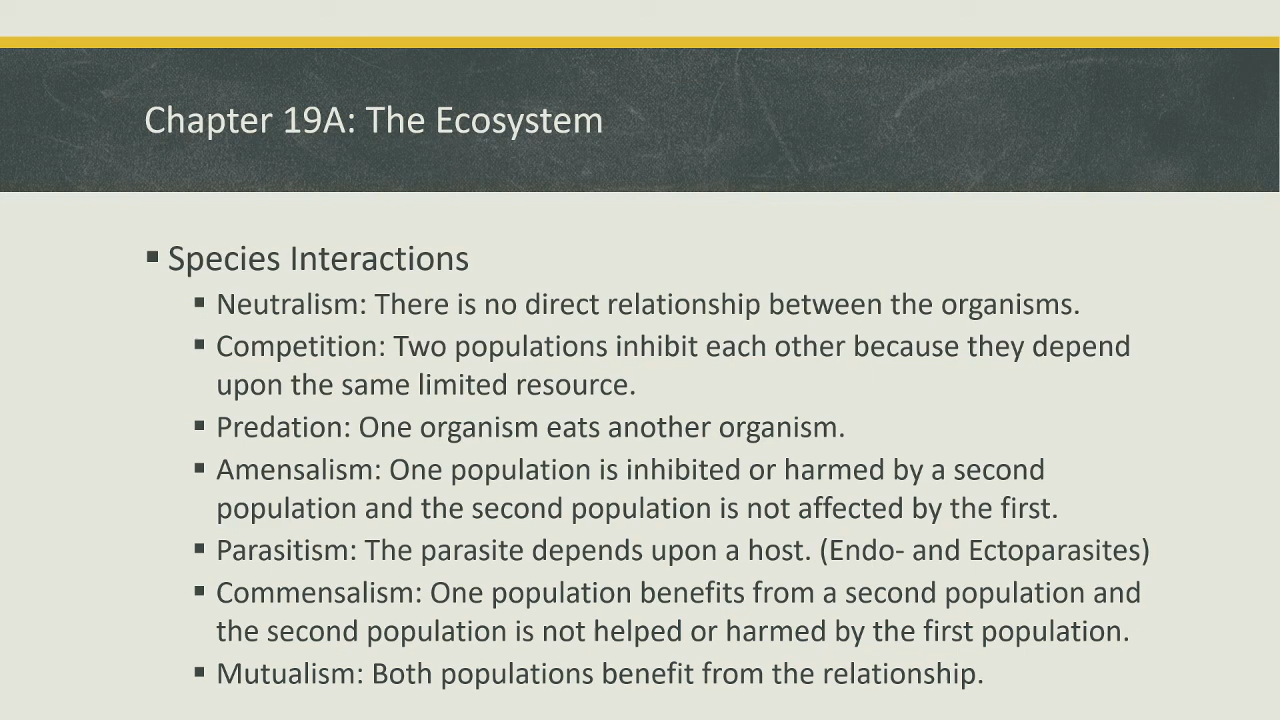 Chapter 19A: The Ecosystem
▪ Species Interactions
▪ Neutralism: There is no direct relationship between the organisms.
▪ Competition: Two populations inhibit each other because they depend
upon the same limited resource.
▪ Predation: One organism eats another organism.
▪ Amensalism: One population is inhibited or harmed by a second
population and the second population is not affected by the first.
▪ Parasitism: The parasite depends upon a host. (Endo- and Ectoparasites)
▪ Commensalism: One population benefits from a second population and
the second population is not helped or harmed by the first population.
▪ Mutualism: Both populations benefit from the relationship.